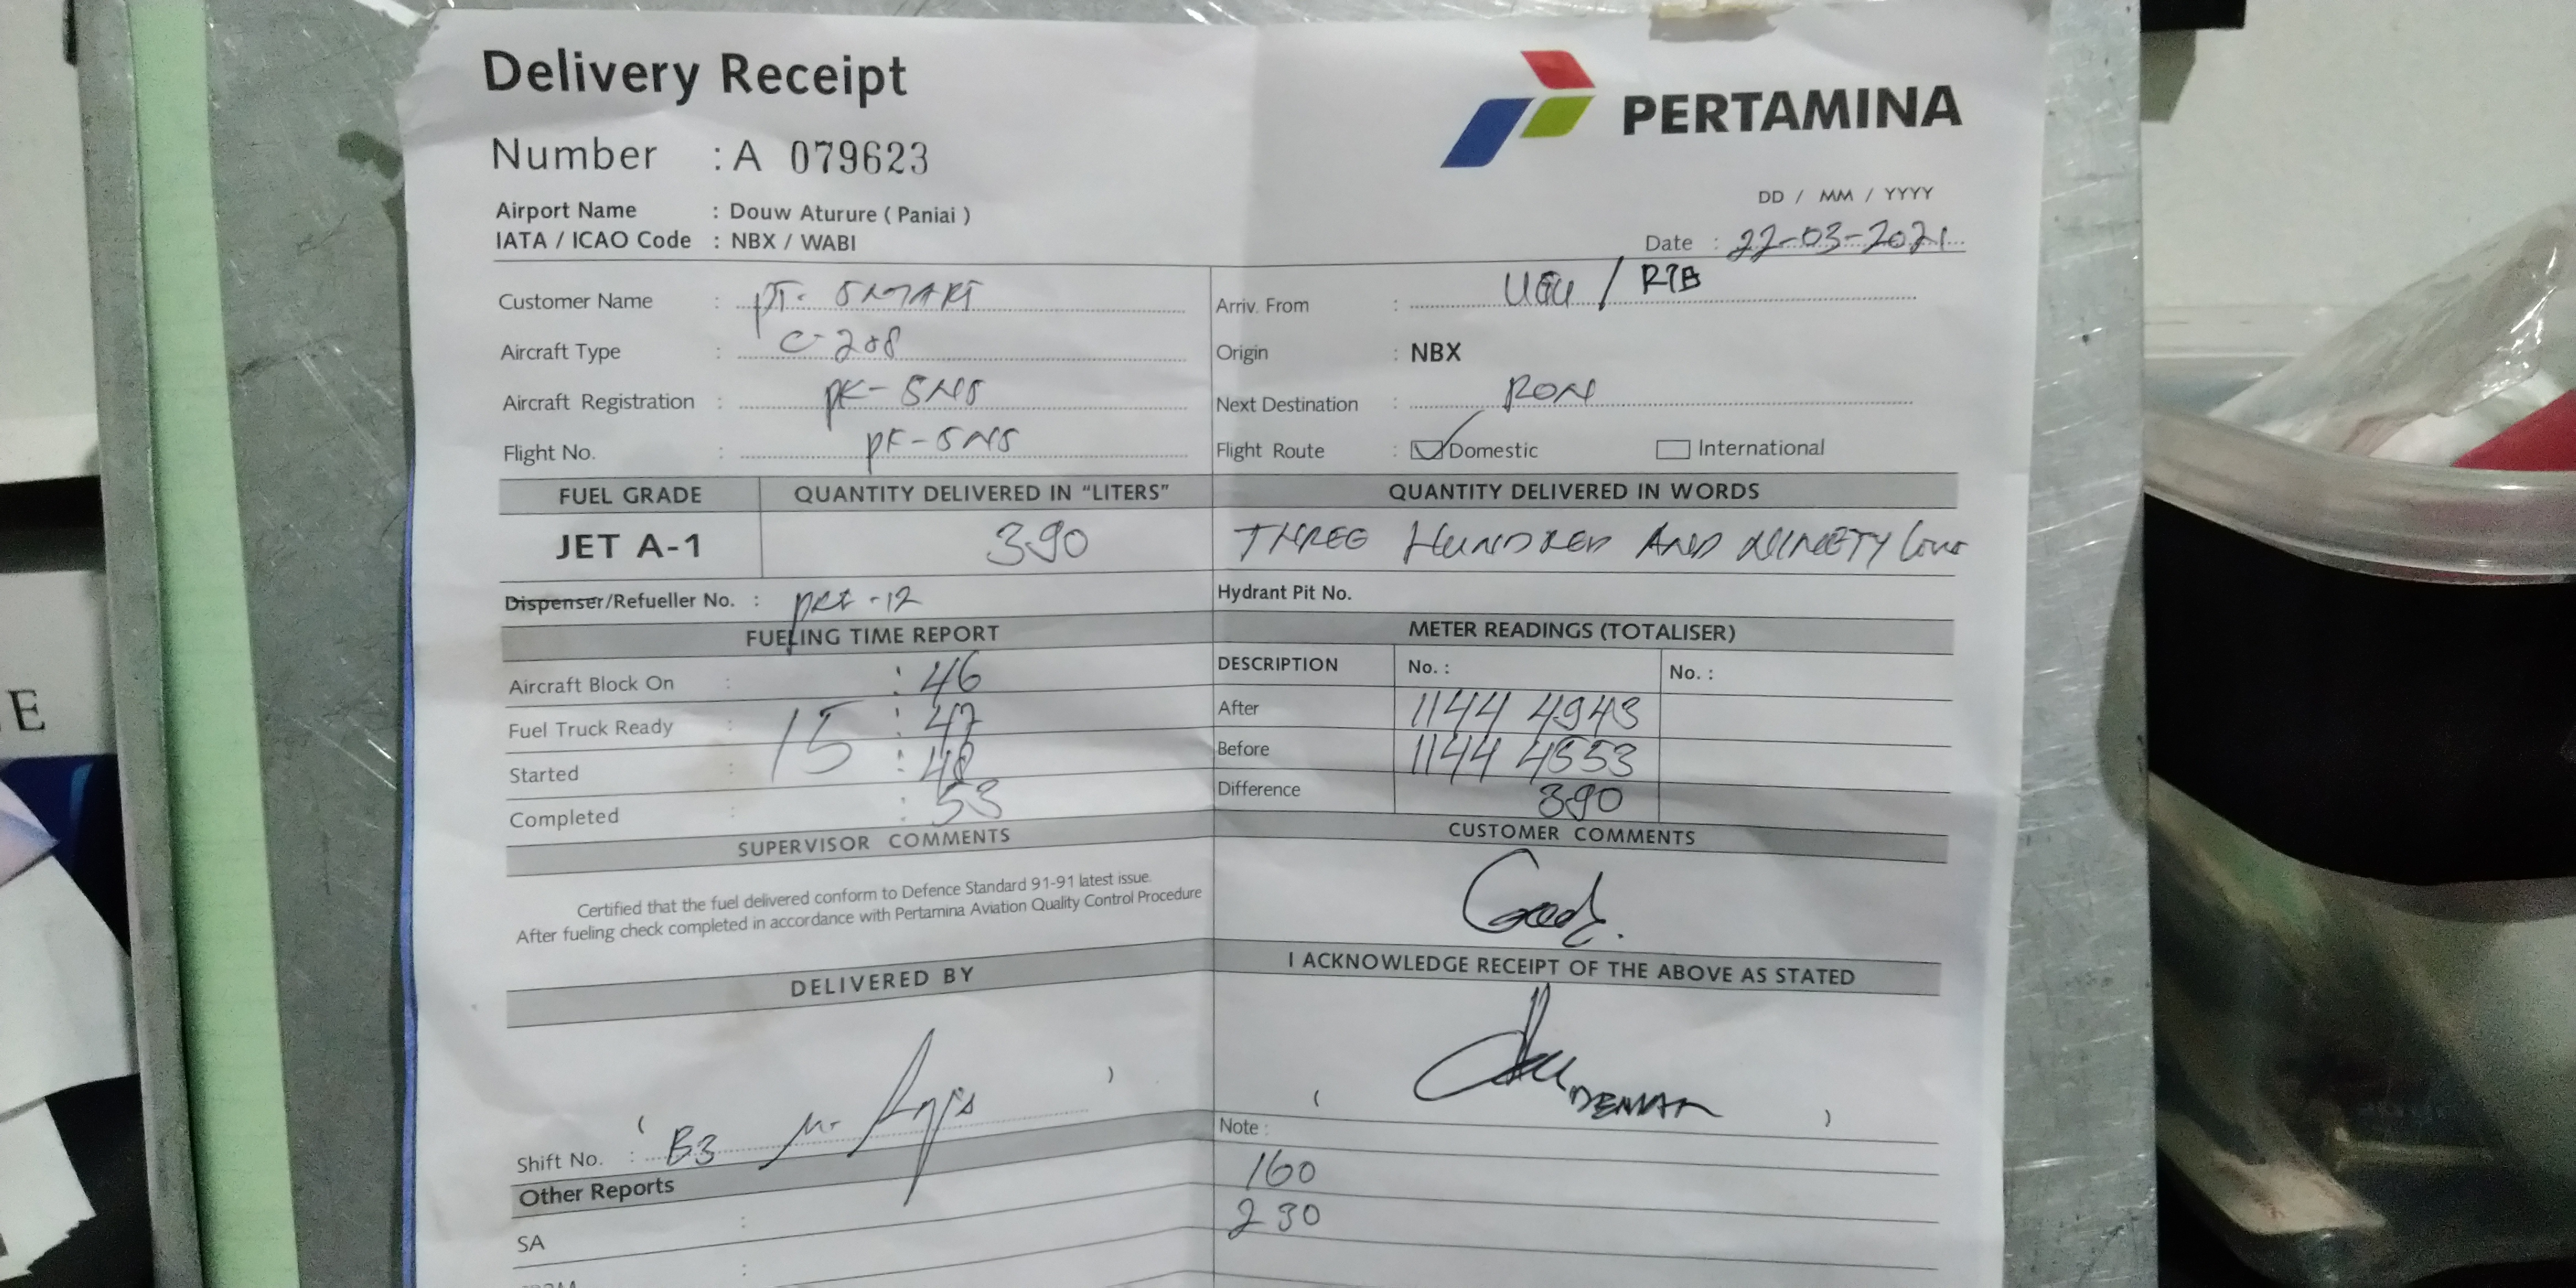 Delivery Receipt
PERTAMINA
Number : A 079623
Airport Name : Douw Aturure ( Paniai )
IATA / ICAO Code : NBX / WABI
DD / MM / YYYY
Date : 22-03-2021
Customer Name : PT. SMART
Arriv. From : / RTB
Aircraft Type : C-208
Origin : NBX
Aircraft Registration : PK-SNS
Next Destination : RON
Flight No. : PK-SNS
Flight Route : Domestic International
FUEL GRADE QUANTITY DELIVERED IN “LITERS” QUANTITY DELIVERED IN WORDS
JET A-1 390 THREE HUNDRED AND NINETY
Dispenser/Refueller No. : -12 Hydrant Pit No.
FUELING TIME REPORT METER READINGS (TOTALISER)
DESCRIPTION No. : No. :
Aircraft Block On : : 46
After 1144 4943
Fuel Truck Ready : 15 : 47
Before 1144 4553
Started : : 48
Difference 390
Completed : : 53
SUPERVISOR COMMENTS CUSTOMER COMMENTS
Certified that the fuel delivered conform to Defence Standard 91-91 latest issue.
After fueling check completed in accordance with Pertamina Aviation Quality Control Procedure
Good.
DELIVERED BY I ACKNOWLEDGE RECEIPT OF THE ABOVE AS STATED
( )
( )
Shift No. : B3
Note :
Other Reports
160
SA :
230